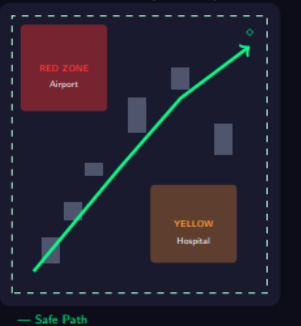 RED ZONE
Airport
YELLOW
Hospital
— Safe Path